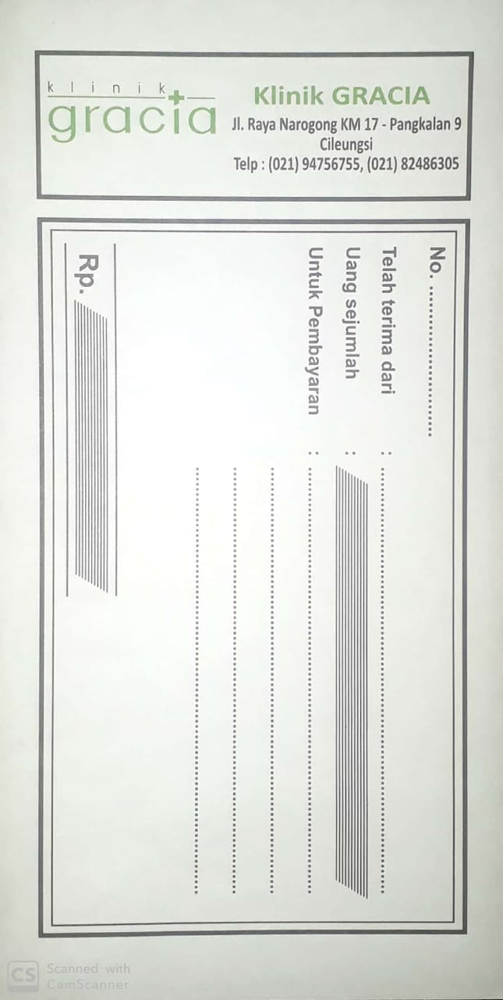 klinik
gracia
Klinik GRACIA
Jl. Raya Narogong KM 17 - Pangkalan 9
Cileungsi
Telp : (021) 94756755, (021) 82486305
No. ..............................
Telah terima dari : ..............................
Uang sejumlah :
Untuk Pembayaran : ..............................
Rp.
CS Scanned with
CamScanner